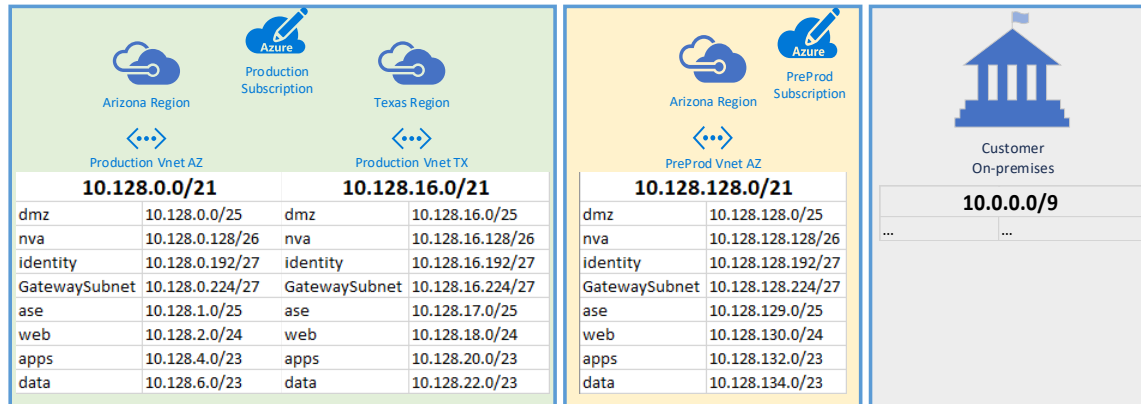 Azure
Production
Subscription
Arizona Region
Texas Region
Production Vnet AZ
Production Vnet TX
10.128.0.0/21
10.128.16.0/21
dmz 10.128.0.0/25 dmz 10.128.16.0/25
nva 10.128.0.128/26 nva 10.128.16.128/26
identity 10.128.0.192/27 identity 10.128.16.192/27
GatewaySubnet 10.128.0.224/27 GatewaySubnet 10.128.16.224/27
ase 10.128.1.0/25 ase 10.128.17.0/25
web 10.128.2.0/24 web 10.128.18.0/24
apps 10.128.4.0/23 apps 10.128.20.0/23
data 10.128.6.0/23 data 10.128.22.0/23
Azure
PreProd
Subscription
Arizona Region
PreProd Vnet AZ
10.128.128.0/21
dmz 10.128.128.0/25
nva 10.128.128.128/26
identity 10.128.128.192/27
GatewaySubnet 10.128.128.224/27
ase 10.128.129.0/25
web 10.128.130.0/24
apps 10.128.132.0/23
data 10.128.134.0/23
Customer
On-premises
10.0.0.0/9
... ...